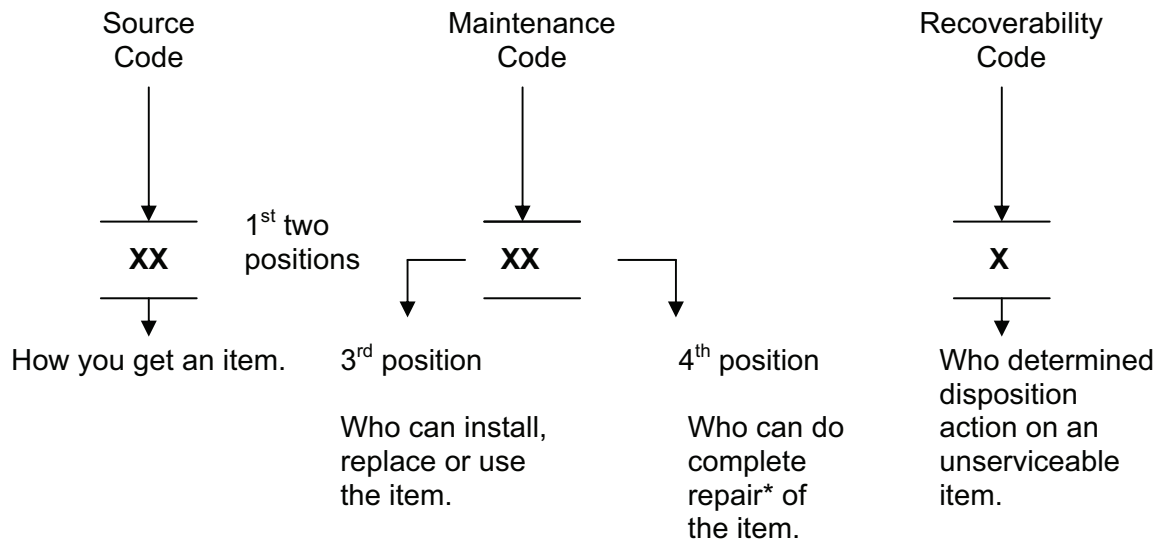 Source
Code
Maintenance
Code
Recoverability
Code
XX
1st two
positions
XX
X
How you get an item.
3rd position
Who can install,
replace or use
the item.
4th position
Who can do
complete
repair* of
the item.
Who determined
disposition
action on an
unserviceable
item.